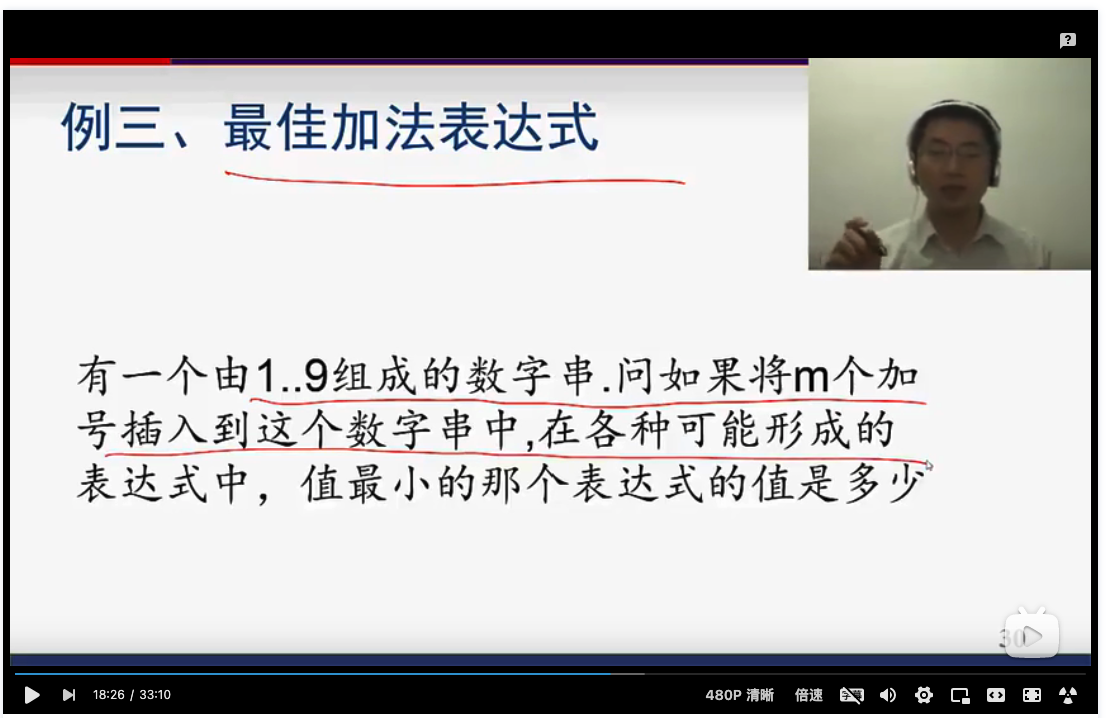 例三、最佳加法表达式
有一个由1..9组成的数字串.问如果将m个加
号插入到这个数字串中,在各种可能形成的
表达式中，值最小的那个表达式的值是多少
30
18:26 / 33:10
480P 清晰
倍速
字幕